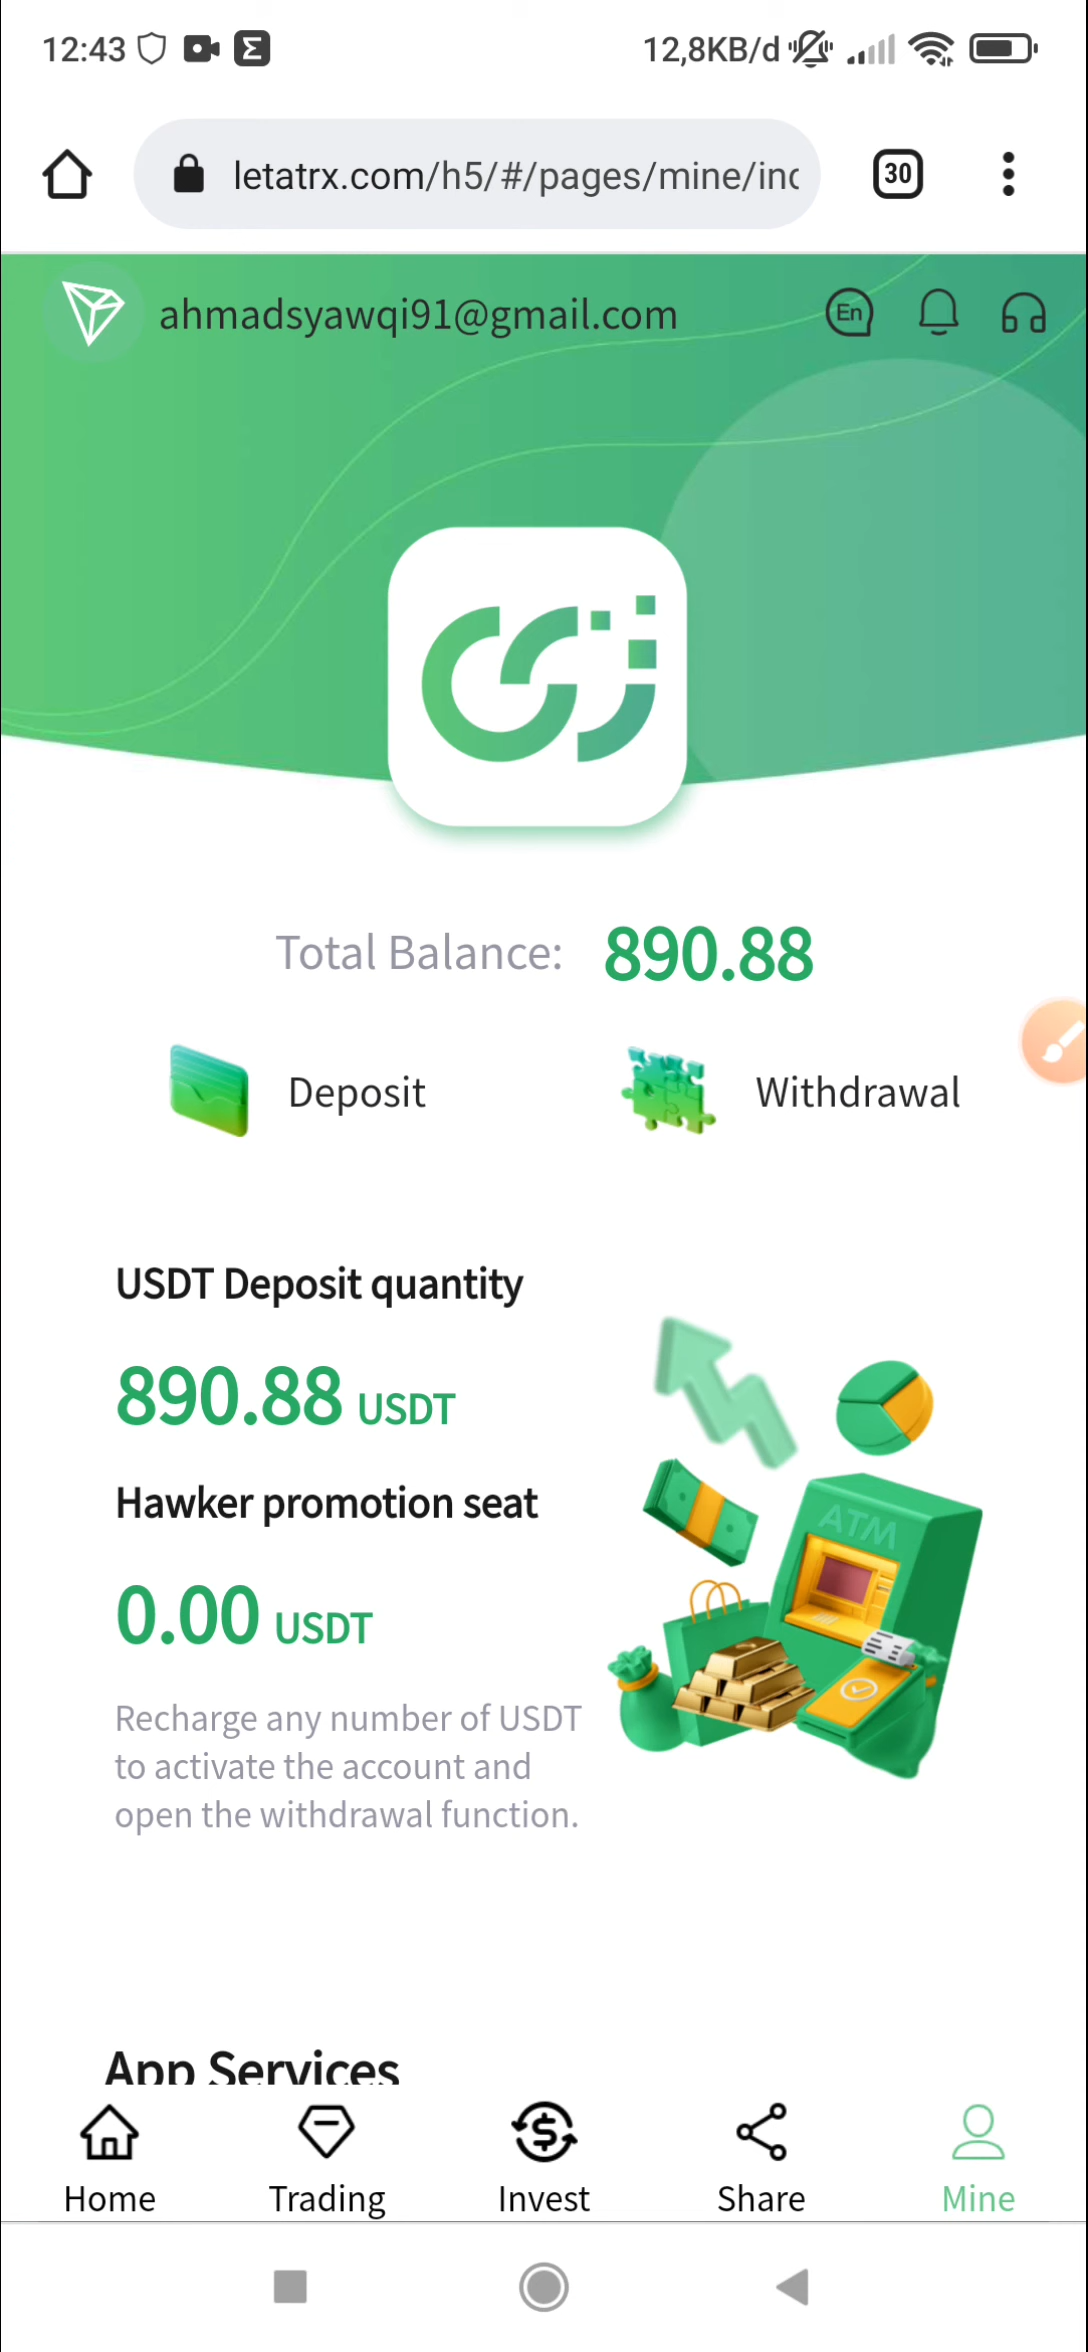 12:43
12,8KB/d
letatrx.com/h5/#/pages/mine/inc
30
ahmadsyawqi91@gmail.com
En
Total Balance: 890.88
Deposit
Withdrawal
USDT Deposit quantity
890.88 USDT
Hawker promotion seat
0.00 USDT
Recharge any number of USDT
to activate the account and
open the withdrawal function.
ATM
App Services
Home
Trading
Invest
Share
Mine